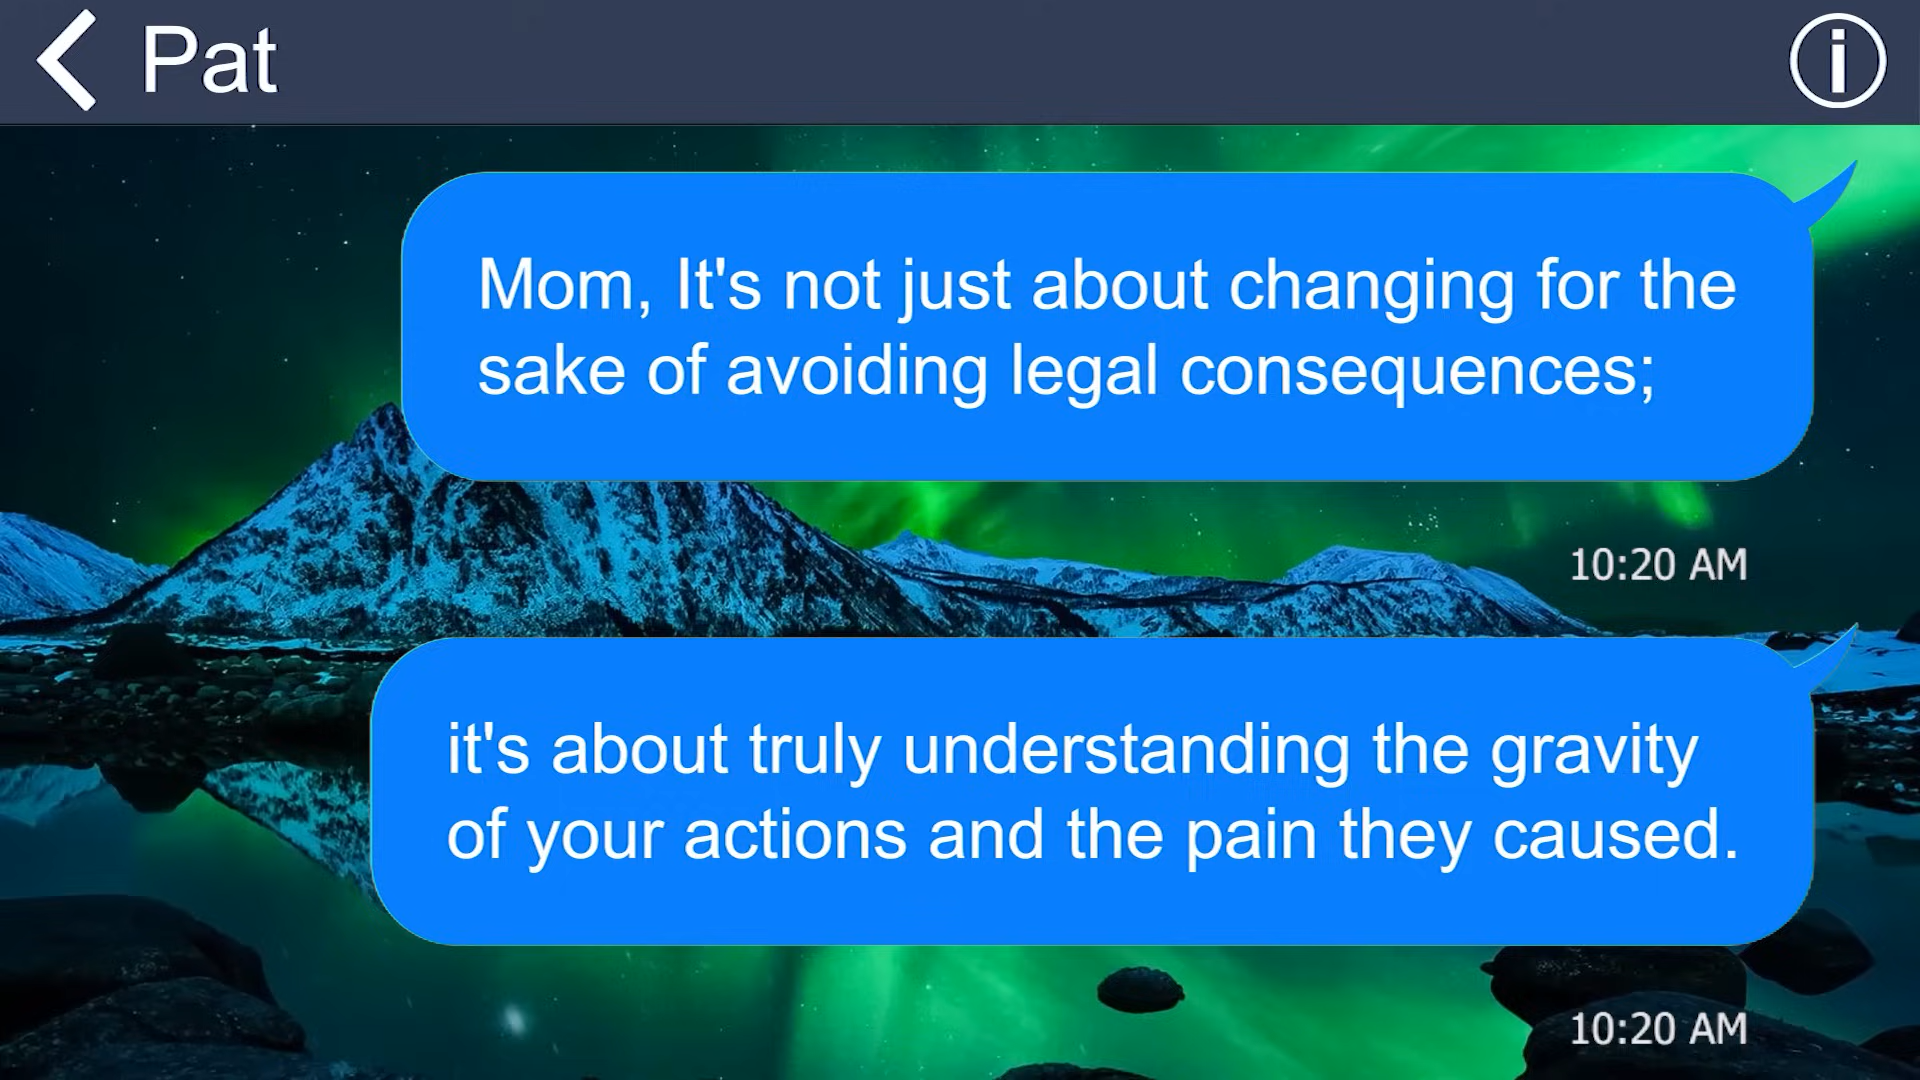 Pat
Mom, It's not just about changing for the
sake of avoiding legal consequences;
10:20 AM
it's about truly understanding the gravity
of your actions and the pain they caused.
10:20 AM